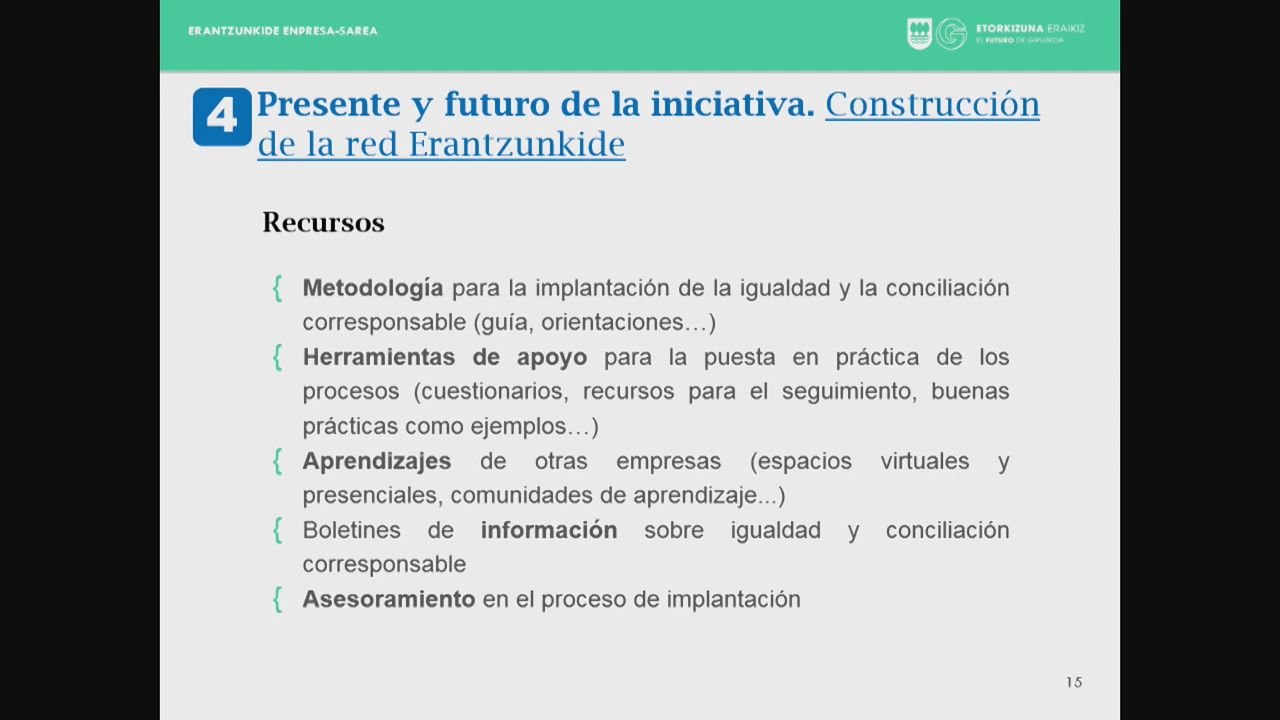 ERANTZUNKIDE ENPRESA-SAREA
ETORKIZUNA ERAIKIZ
EL FUTURO DE GIPUZKOA
4
Presente y futuro de la iniciativa. Construcción
de la red Erantzunkide
Recursos
{ Metodología para la implantación de la igualdad y la conciliación
corresponsable (guía, orientaciones…)
{ Herramientas de apoyo para la puesta en práctica de los
procesos (cuestionarios, recursos para el seguimiento, buenas
prácticas como ejemplos…)
{ Aprendizajes de otras empresas (espacios virtuales y
presenciales, comunidades de aprendizaje...)
{ Boletines de información sobre igualdad y conciliación
corresponsable
{ Asesoramiento en el proceso de implantación
15